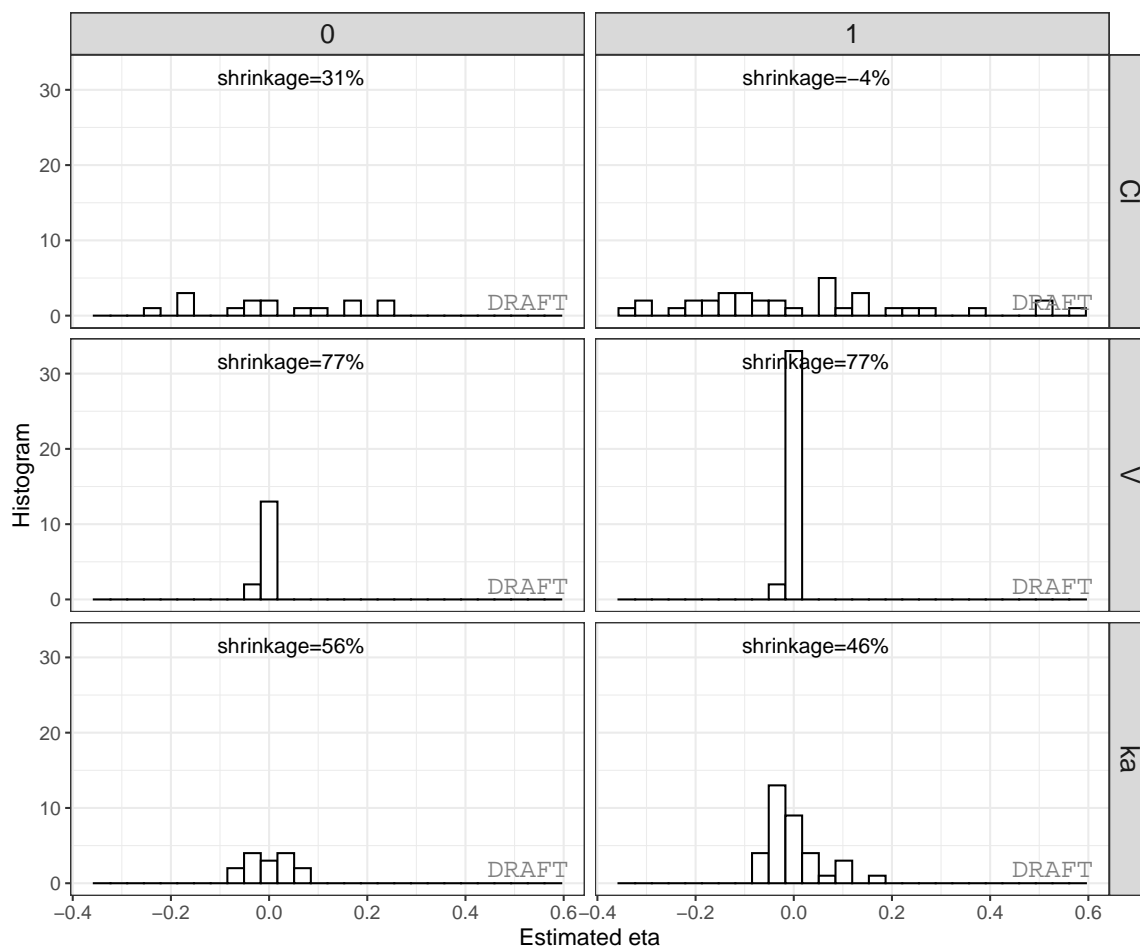 0 1
shrinkage=31% shrinkage=−4%
30
20
10
0
DRAFT DRAFT
Cl
shrinkage=77% shrinkage=77%
30
20
10
0
DRAFT DRAFT
V
Histogram
shrinkage=56% shrinkage=46%
30
20
10
0
DRAFT DRAFT
ka
−0.4 −0.2 0.0 0.2 0.4 0.6 −0.4 −0.2 0.0 0.2 0.4 0.6
Estimated eta